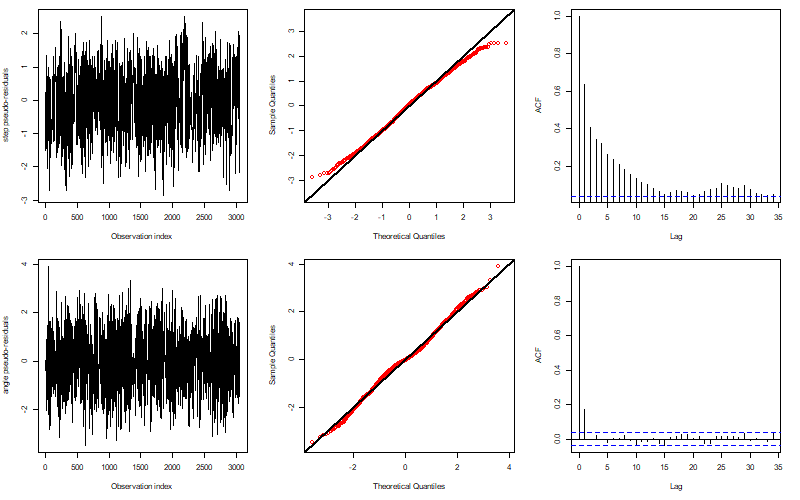 step pseudo-residuals
2
1
0
-1
-2
-3
0 500 1000 1500 2000 2500 3000
Observation index
Sample Quantiles
3
2
1
0
-1
-2
-3
-3 -2 -1 0 1 2 3
Theoretical Quantiles
ACF
1.0
0.8
0.6
0.4
0.2
0 5 10 15 20 25 30 35
Lag
angle pseudo-residuals
4
2
0
-2
0 500 1000 1500 2000 2500 3000
Observation index
Sample Quantiles
4
2
0
-2
-2 0 2 4
Theoretical Quantiles
ACF
1.0
0.8
0.6
0.4
0.2
0.0
0 5 10 15 20 25 30 35
Lag